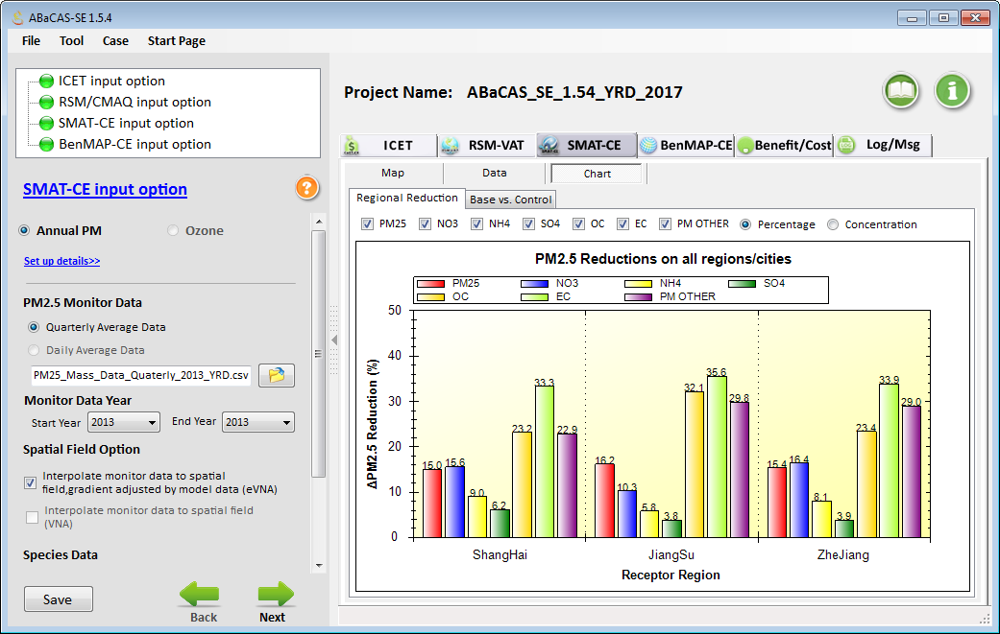 ABaCAS-SE 1.5.4
File Tool Case Start Page
ICET input option
RSM/CMAQ input option
SMAT-CE input option
BenMAP-CE input option
SMAT-CE input option
?
Annual PM Ozone
Set up details>>
PM2.5 Monitor Data
Quarterly Average Data
Daily Average Data
PM25_Mass_Data_Quaterly_2013_YRD.csv
Monitor Data Year
Start Year 2013 End Year 2013
Spatial Field Option
Interpolate monitor data to spatial
field,gradient adjusted by model data (eVNA)
Interpolate monitor data to spatial field
(VNA)
Species Data
Save
Back
Next
Project Name: ABaCAS_SE_1.54_YRD_2017
ICET RSM-VAT SMAT-CE BenMAP-CE Benefit/Cost Log/Msg
Map Data Chart
Regional Reduction Base vs. Control
PM25 NO3 NH4 SO4 OC EC PM OTHER Percentage Concentration
PM2.5 Reductions on all regions/cities
PM25 NO3 NH4 SO4
OC EC PM OTHER
ΔPM2.5 Reduction (%)
50
40
30
20
10
0
15.0 15.6 9.0 6.2 23.2 33.3 22.9
16.2 10.3 5.8 3.8 32.1 35.6 29.8
15.4 16.4 8.1 3.9 23.4 33.9 29.0
ShangHai JiangSu ZheJiang
Receptor Region